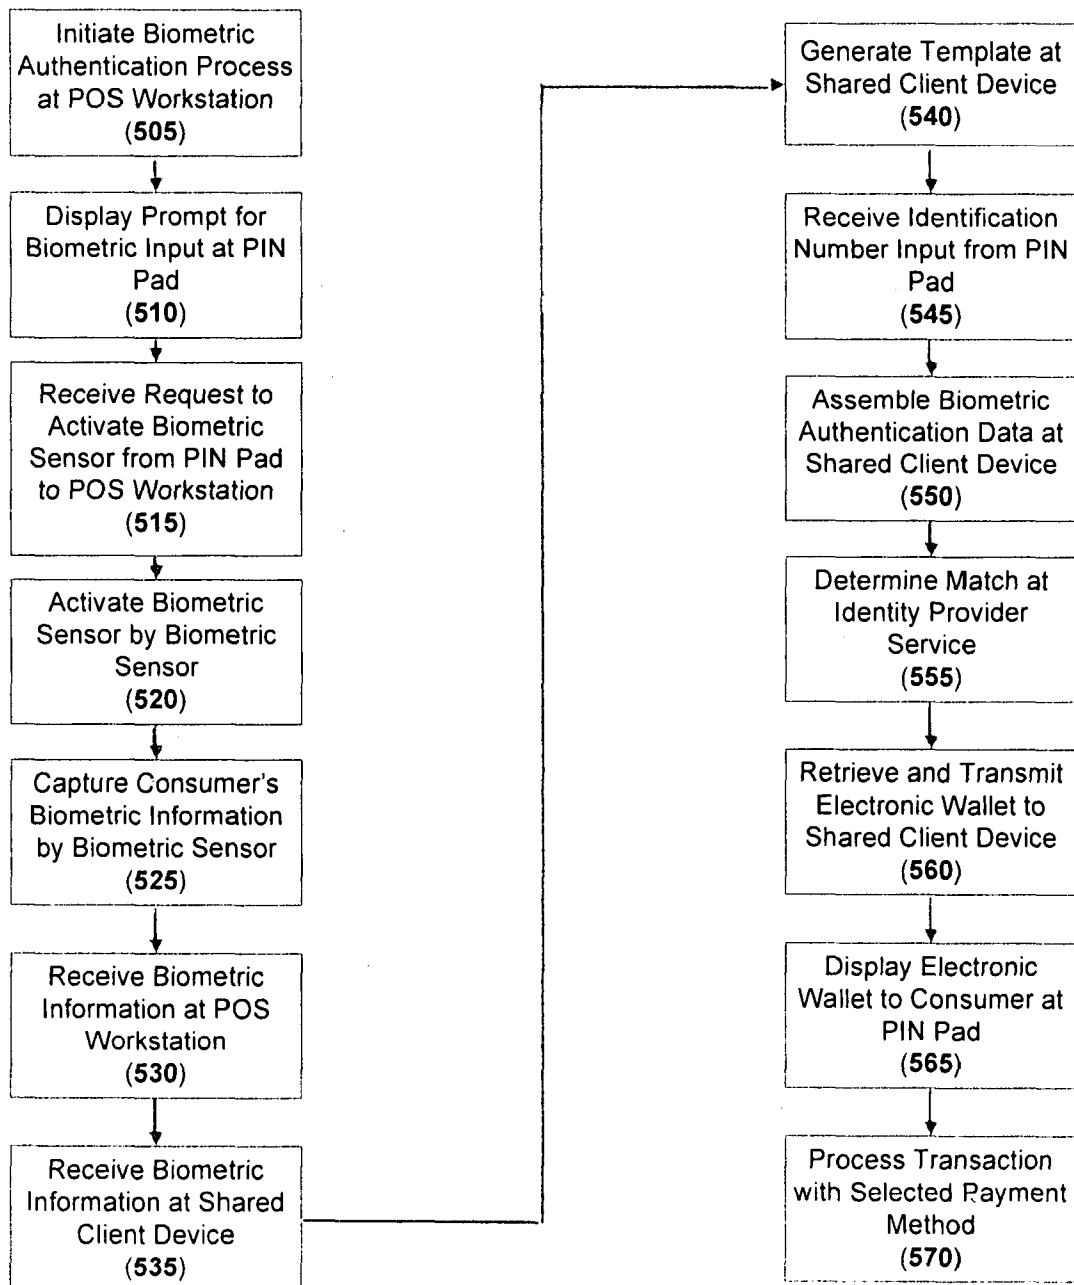 Initiate Biometric
Authentication Process
at POS Workstation
(505)
Display Prompt for
Biometric Input at PIN
Pad
(510)
Receive Request to
Activate Biometric
Sensor from PIN Pad
to POS Workstation
(515)
Activate Biometric
Sensor by Biometric
Sensor
(520)
Capture Consumer's
Biometric Information
by Biometric Sensor
(525)
Receive Biometric
Information at POS
Workstation
(530)
Receive Biometric
Information at Shared
Client Device
(535)
Generate Template at
Shared Client Device
(540)
Receive Identification
Number Input from PIN
Pad
(545)
Assemble Biometric
Authentication Data at
Shared Client Device
(550)
Determine Match at
Identity Provider
Service
(555)
Retrieve and Transmit
Electronic Wallet to
Shared Client Device
(560)
Display Electronic
Wallet to Consumer at
PIN Pad
(565)
Process Transaction
with Selected Payment
Method
(570)